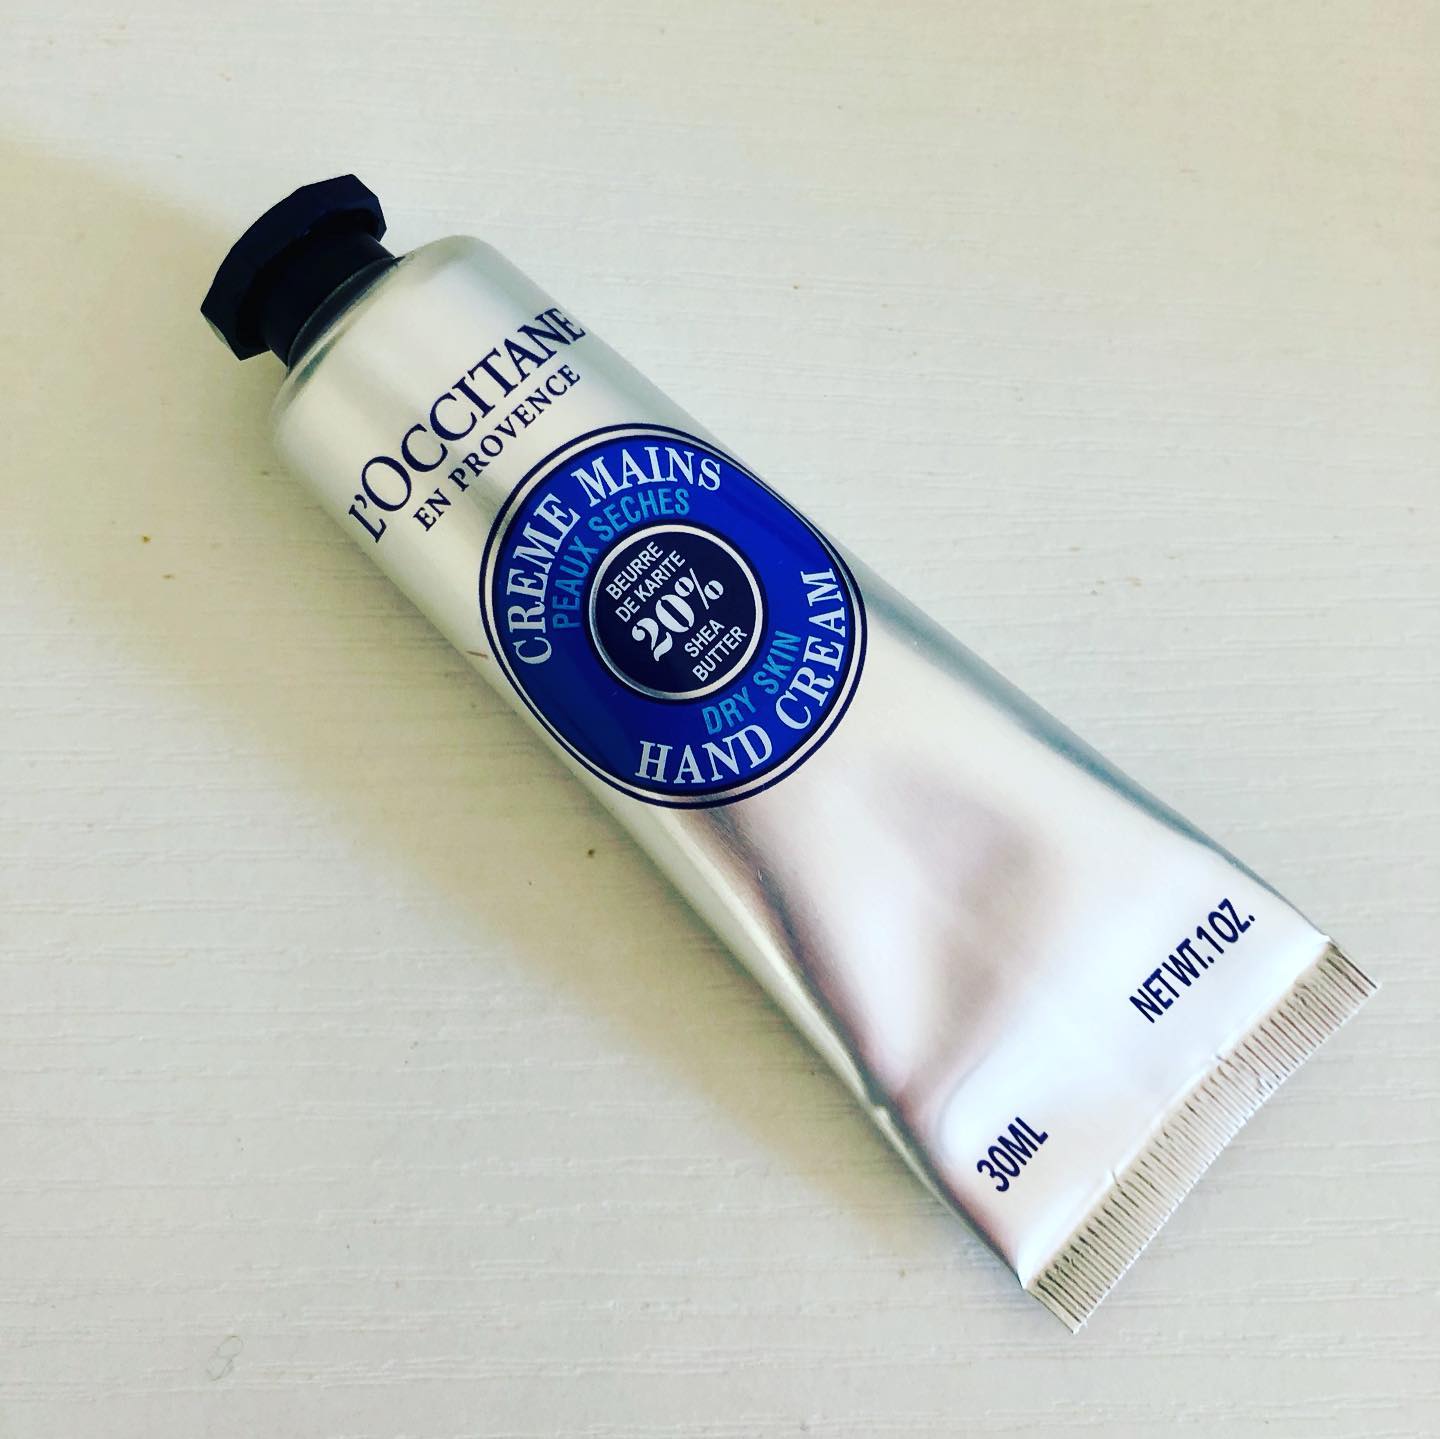 L'OCCITANE
EN PROVENCE
CREME MAINS
PEAUX SECHES
BEURRE
DE KARITE
20%
SHEA
BUTTER
DRY SKIN
HAND CREAM
30ML
NET WT. 1 OZ.